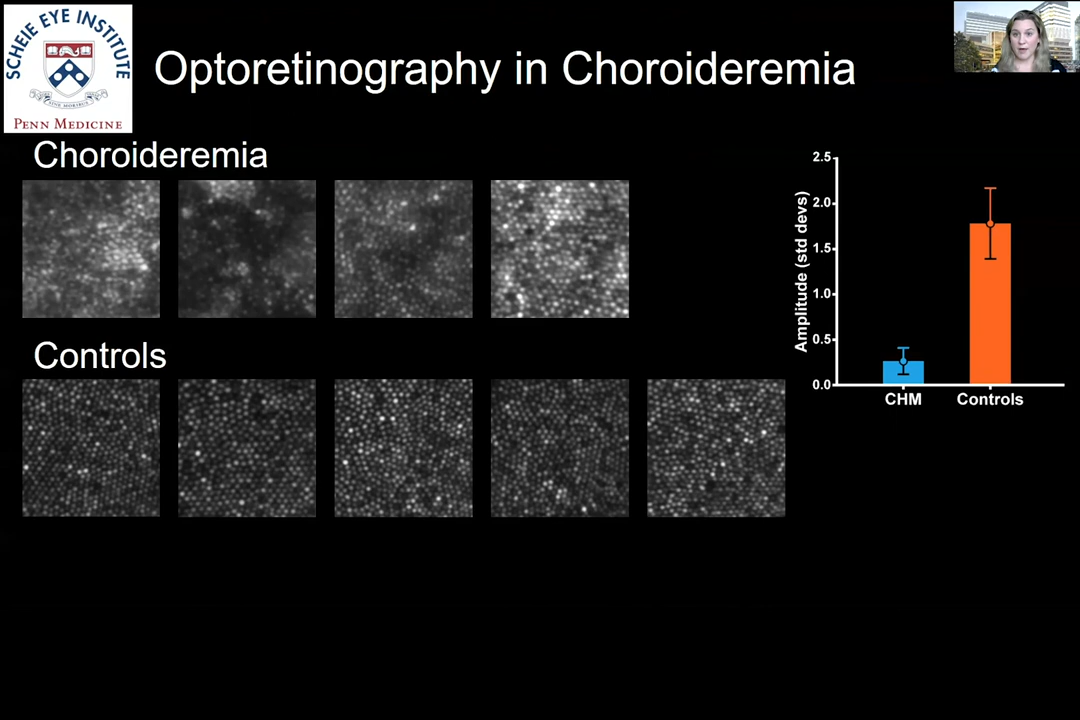 SCHEIE EYE INSTITUTE
PENN MEDICINE
Optoretinography in Choroideremia
Choroideremia
Controls
Amplitude (std devs)
2.5
2.0
1.5
1.0
0.5
0.0
CHM Controls